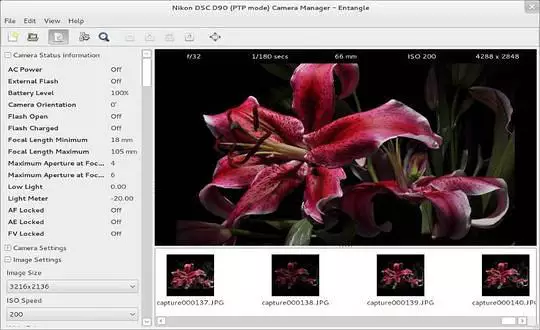 Nikon DSC D90 (PTP mode) Camera Manager – Entangle
File Edit View Help
Camera Status Information
AC Power Off
External Flash Off
Battery Level 100%
Camera Orientation 0'
Flash Open Off
Flash Charged Off
Focal Length Minimum 18 mm
Focal Length Maximum 105 mm
Maximum Aperture at Foc... 4
Maximum Aperture at Foc... 6
Low Light 0.00
Light Meter -20.00
AF Locked Off
AE Locked Off
FV Locked Off
Camera Settings
Image Settings
Image Size
3216x2136
ISO Speed
200
f/32 1/180 secs 66 mm ISO 200 4288 x 2848
capture000137.JPG capture000138.JPG capture000139.JPG capture000140.JPG